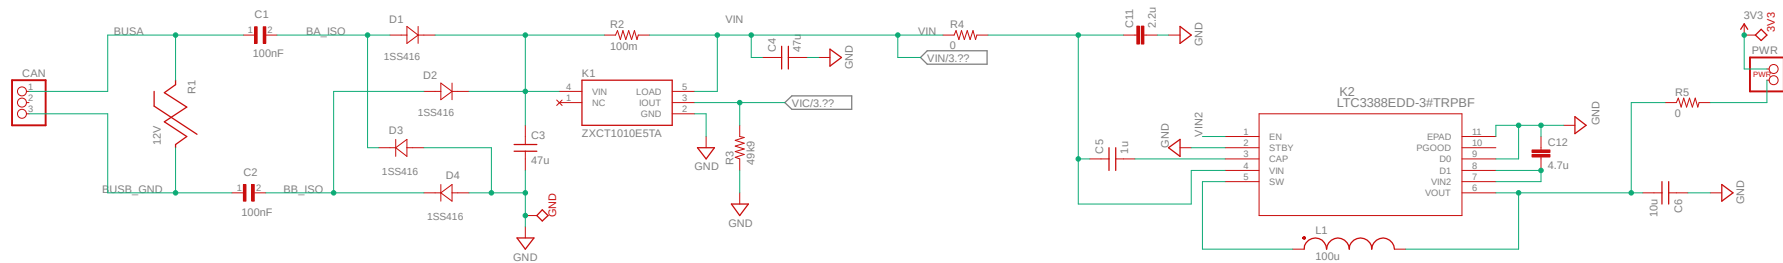 CAN
1
2
3
BUSA
BUSB_GND
R1
12V
C1
1 2
100nF
C2
1 2
100nF
BA_ISO
BB_ISO
D1
1SS416
D2
1SS416
D3
1SS416
D4
1SS416
C3
47u
GND
GND
R2
100m
K1
4 VIN LOAD 5
1 NC IOUT 3
GND 2
ZXCT1010E5TA
GND
VIN
C4
47u
GND
VIC/3.??
R3
49k9
GND
VIN
VIN/3.??
R4
0
C11
2.2u
GND
C5
1u
GND
VIN2
K2
LTC3388EDD-3#TRPBF
1 EN EPAD 11
2 STBY PGOOD 10
3 CAP D0 9
4 VIN D1 8
5 SW VIN2 7
VOUT 6
L1
100u
GND
C12
4.7u
10u
C6
GND
R5
0
3V3
3V3
PWR
PWR